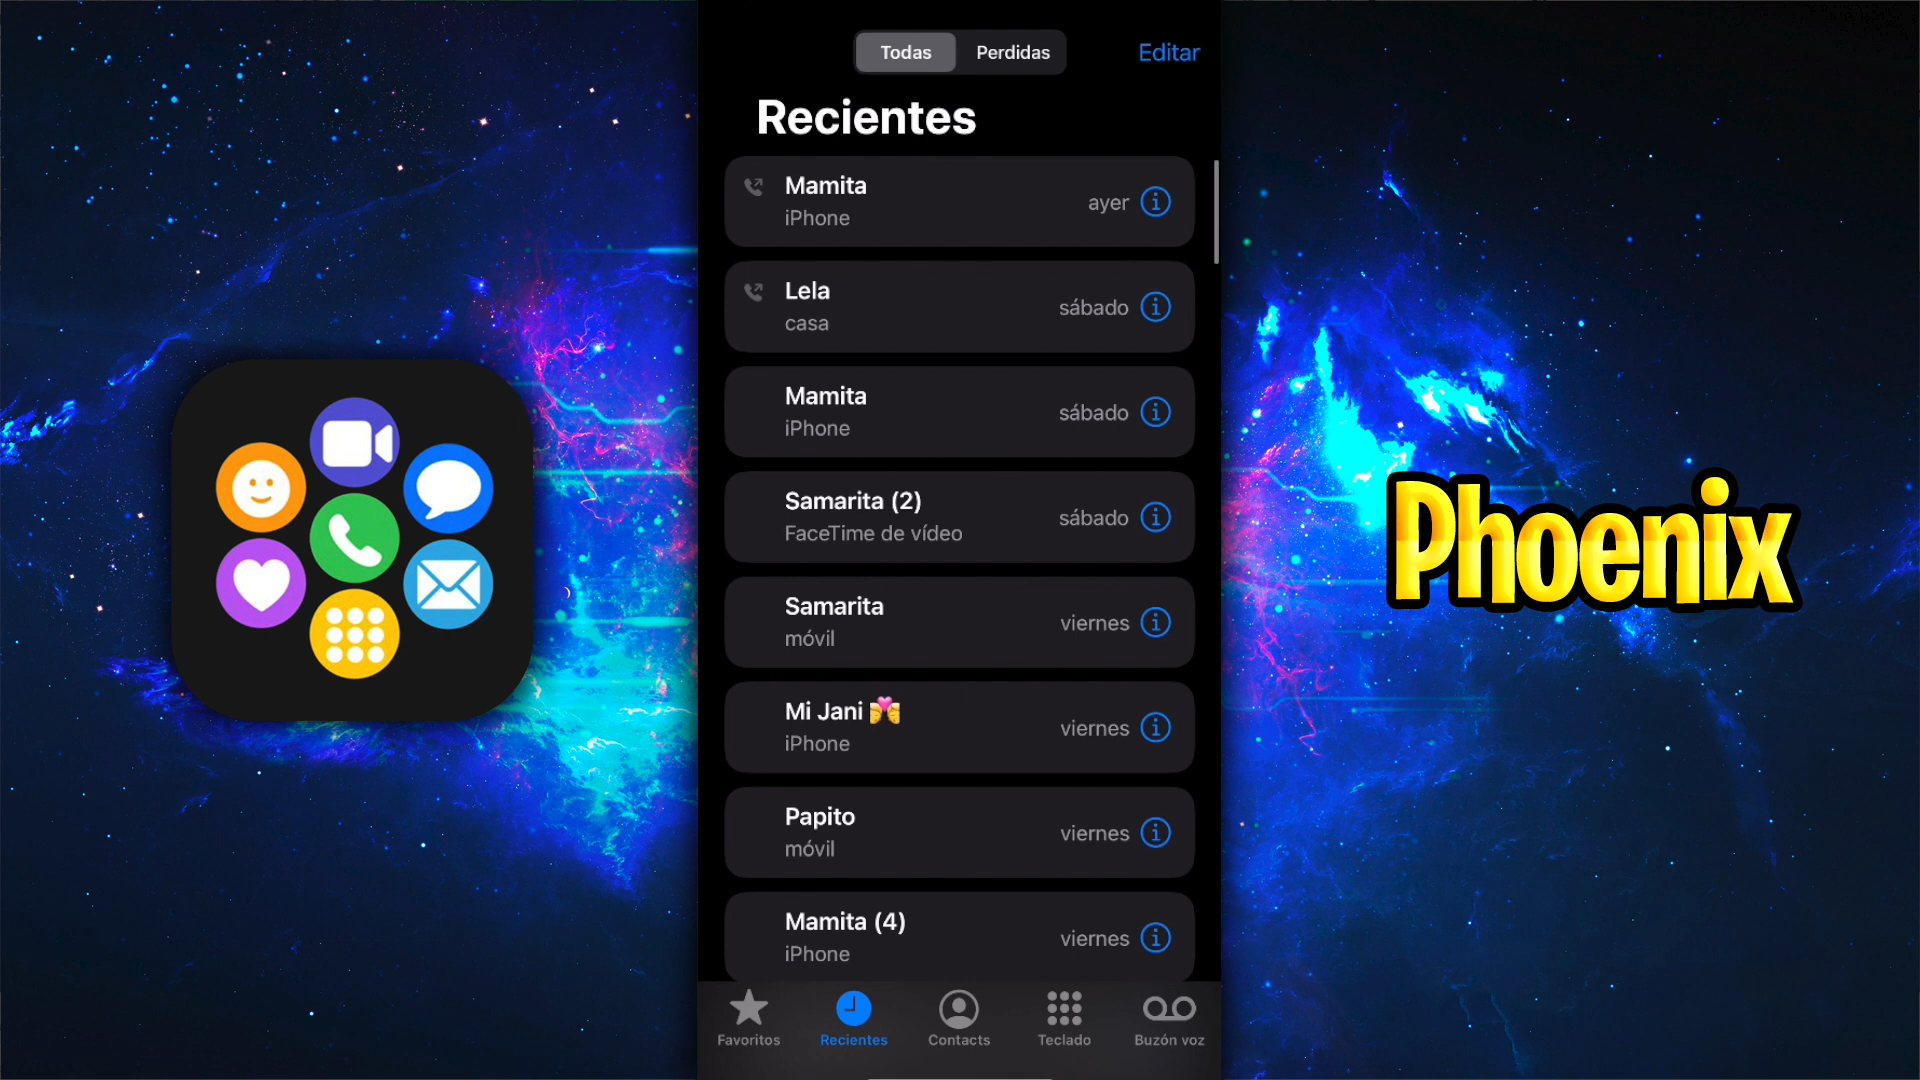 Todas Perdidas Editar
Recientes
Mamita
iPhone
ayer
Lela
casa
sábado
Mamita
iPhone
sábado
Samarita (2)
FaceTime de vídeo
sábado
Samarita
móvil
viernes
Mi Jani 💏
iPhone
viernes
Papito
móvil
viernes
Mamita (4)
iPhone
viernes
Favoritos Recientes Contacts Teclado Buzón voz
Phoenix